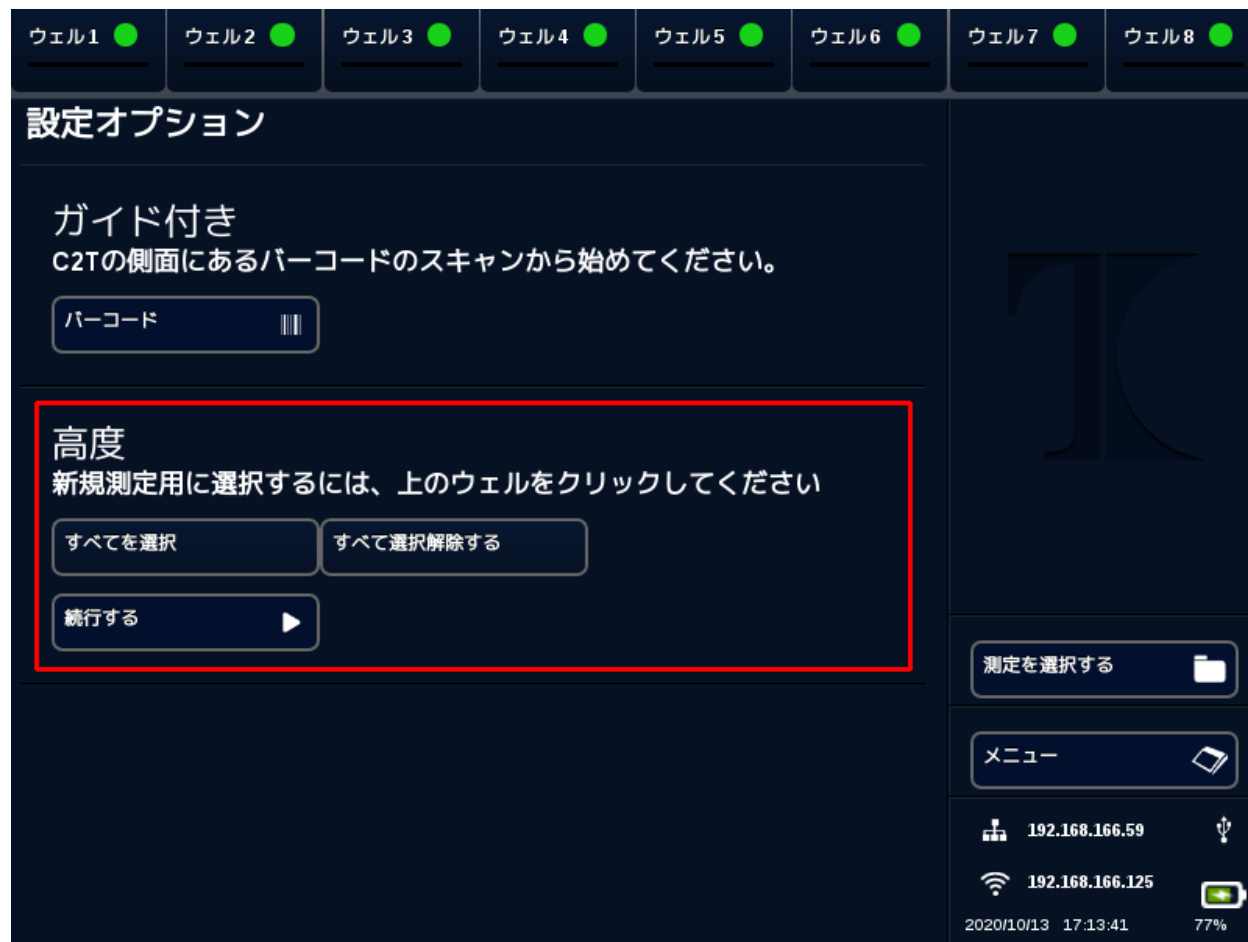 ウェル1 ウェル2 ウェル3 ウェル4 ウェル5 ウェル6 ウェル7 ウェル8
設定オプション
ガイド付き
C2Tの側面にあるバーコードのスキャンから始めてください。
バーコード
高度
新規測定用に選択するには、上のウェルをクリックしてください
すべてを選択 すべて選択解除する
続行する
測定を選択する
メニュー
192.168.166.59
192.168.166.125
2020/10/13 17:13:41 77%